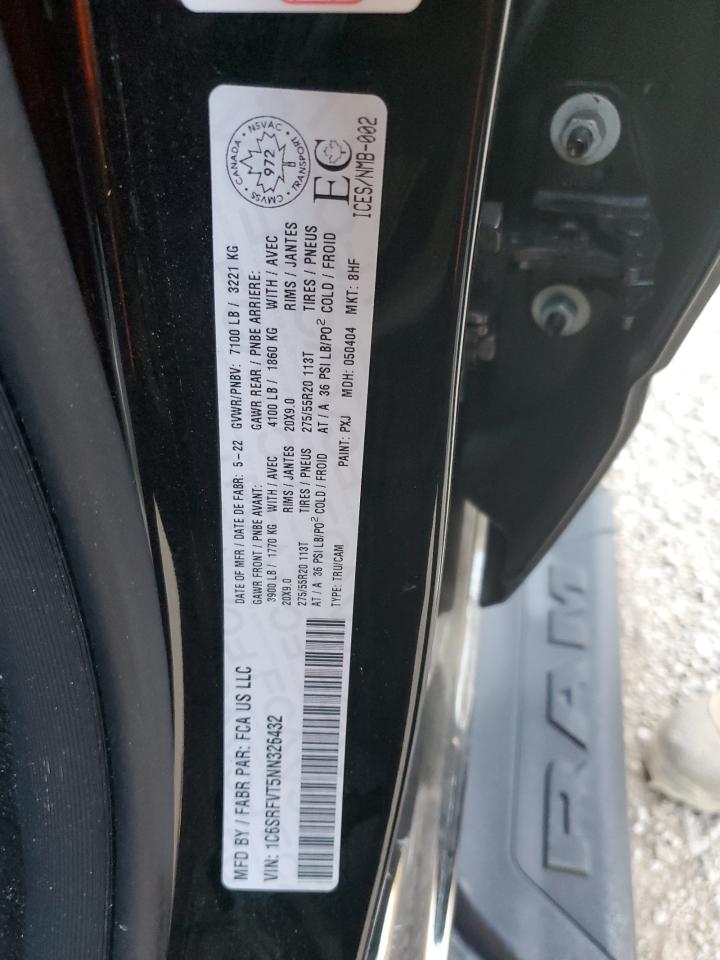 MFD BY / FABR PAR: FCA US LLC
DATE OF MFR / DATE DE FABR: 5-22 GVWR/PNBV: 7100 LB / 3221 KG
GAWR FRONT / PNBE AVANT: GAWR REAR / PNBE ARRIERE:
3900 LB / 1770 KG WITH / AVEC 4100 LB / 1860 KG WITH / AVEC
20X9.0 RIMS / JANTES 20X9.0 RIMS / JANTES
275/55R20 113T TIRES / PNEUS 275/55R20 113T TIRES / PNEUS
AT / A 36 PSI LB/PO² COLD / FROID AT / A 36 PSI LB/PO² COLD / FROID
VIN: 1C6SRFVT5NN326432
TYPE: TRU/CAM PAINT: PXJ MDH: 050404 MKT: 8HF
CANADA • NSVAC • TRANSPORT • CMVSS
972
EC
ICES/NMB-002
RAM